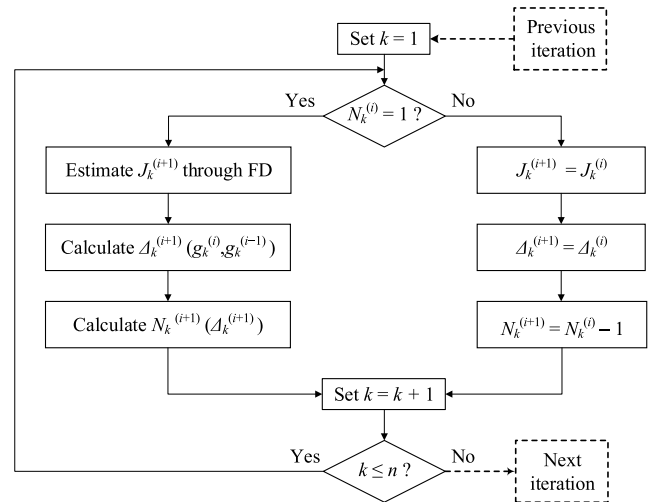 Set k = 1
Previous
iteration
Yes
N_k^(i) = 1 ?
No
Estimate J_k^(i+1) through FD
J_k^(i+1) = J_k^(i)
Calculate Δ_k^(i+1) (g_k^(i),g_k^(i−1))
Δ_k^(i+1) = Δ_k^(i)
Calculate N_k^(i+1) (Δ_k^(i+1))
N_k^(i+1) = N_k^(i) − 1
Set k = k + 1
Yes
k ≤ n ?
No
Next
iteration